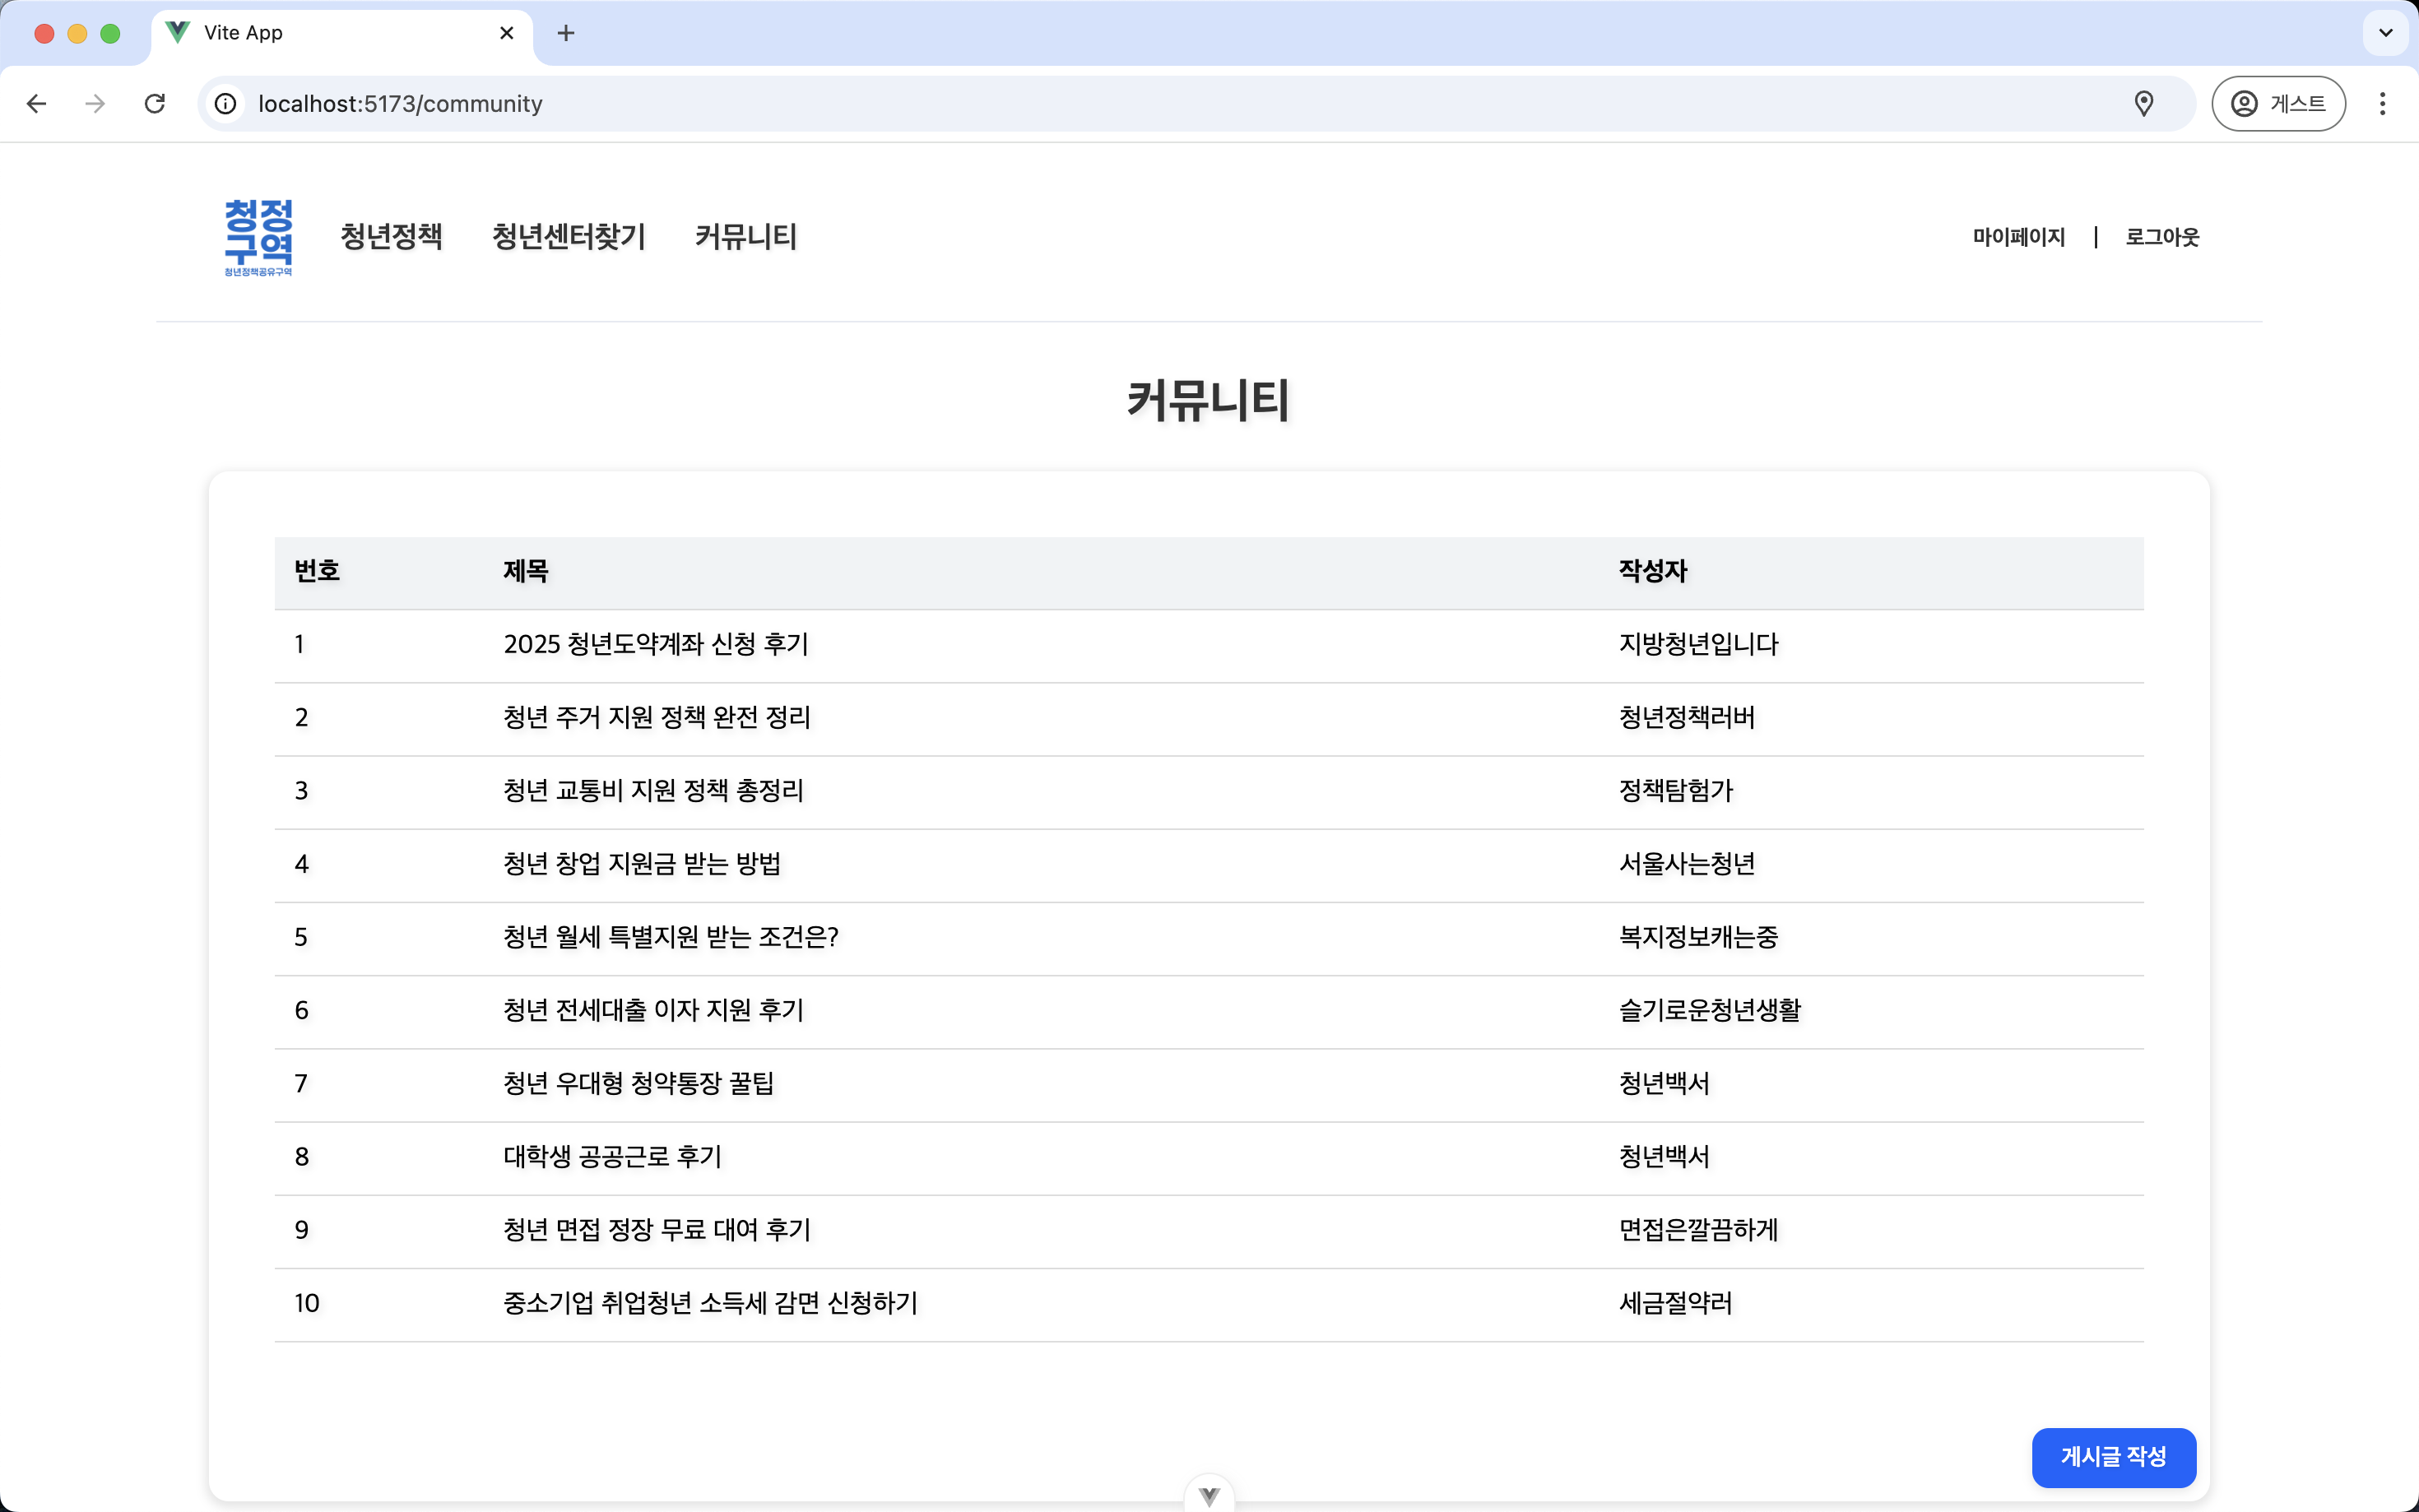 Vite App
localhost:5173/community
게스트
청정
구역
청년정책공유구역
청년정책 청년센터찾기 커뮤니티
마이페이지 | 로그아웃
커뮤니티
번호 제목 작성자
1 2025 청년도약계좌 신청 후기 지방청년입니다
2 청년 주거 지원 정책 완전 정리 청년정책러버
3 청년 교통비 지원 정책 총정리 정책탐험가
4 청년 창업 지원금 받는 방법 서울사는청년
5 청년 월세 특별지원 받는 조건은? 복지정보캐는중
6 청년 전세대출 이자 지원 후기 슬기로운청년생활
7 청년 우대형 청약통장 꿀팁 청년백서
8 대학생 공공근로 후기 청년백서
9 청년 면접 정장 무료 대여 후기 면접은깔끔하게
10 중소기업 취업청년 소득세 감면 신청하기 세금절약러
게시글 작성